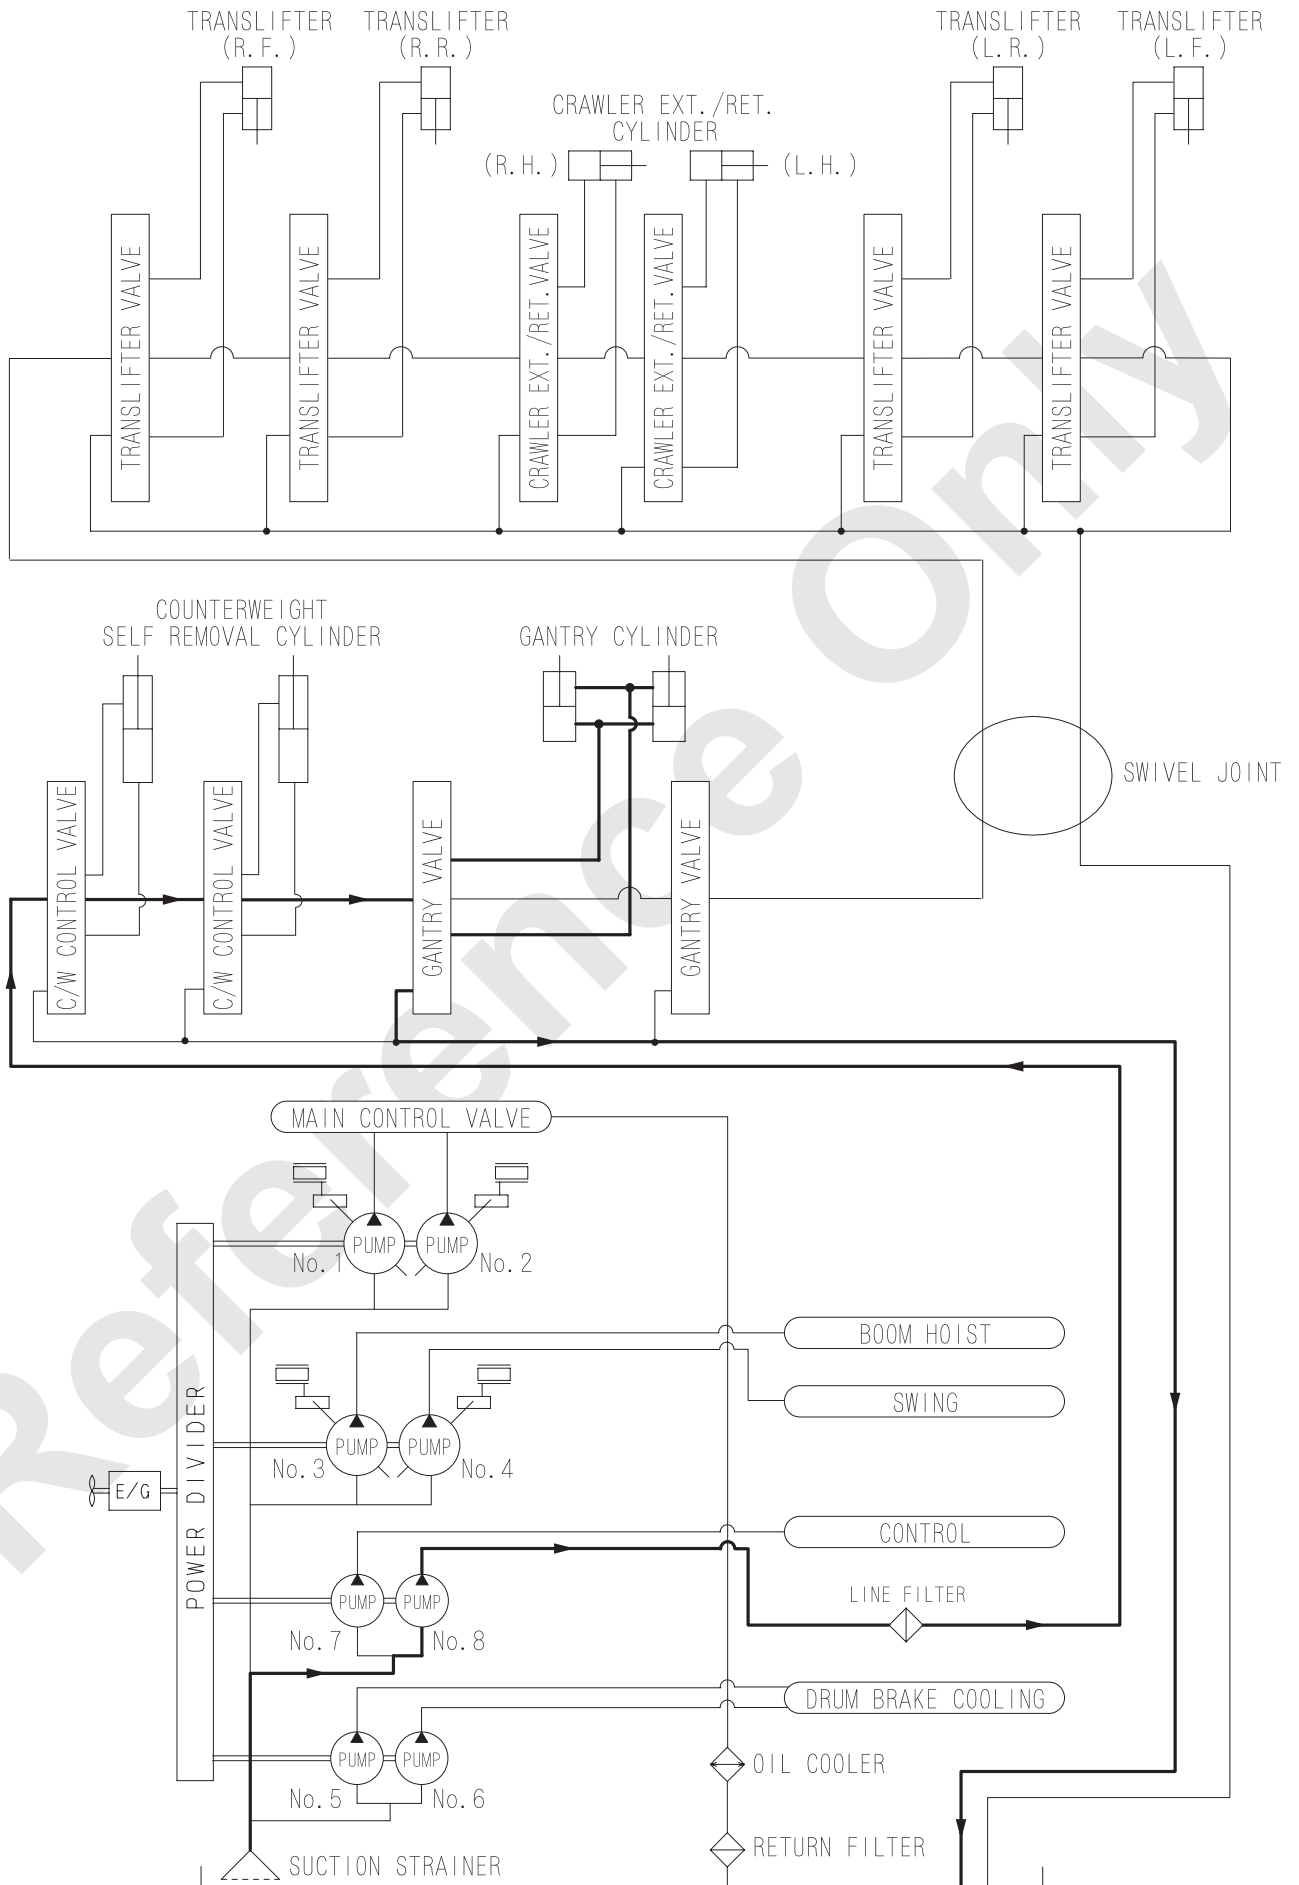 TRANSLIFTER
(R.F.)
TRANSLIFTER
(R.R.)
TRANSLIFTER
(L.R.)
TRANSLIFTER
(L.F.)
CRAWLER EXT./RET.
CYLINDER
(R.H.)
(L.H.)
TRANSLIFTER VALVE
TRANSLIFTER VALVE
CRAWLER EXT./RET.VALVE
CRAWLER EXT./RET.VALVE
TRANSLIFTER VALVE
TRANSLIFTER VALVE
COUNTERWEIGHT
SELF REMOVAL CYLINDER
GANTRY CYLINDER
SWIVEL JOINT
C/W CONTROL VALVE
C/W CONTROL VALVE
GANTRY VALVE
GANTRY VALVE
MAIN CONTROL VALVE
PUMP
PUMP
No.1
No.2
BOOM HOIST
SWING
PUMP
PUMP
No.3
No.4
POWER DIVIDER
E/G
CONTROL
LINE FILTER
PUMP
PUMP
No.7
No.8
DRUM BRAKE COOLING
PUMP
PUMP
No.5
No.6
OIL COOLER
RETURN FILTER
SUCTION STRAINER
Reference Only